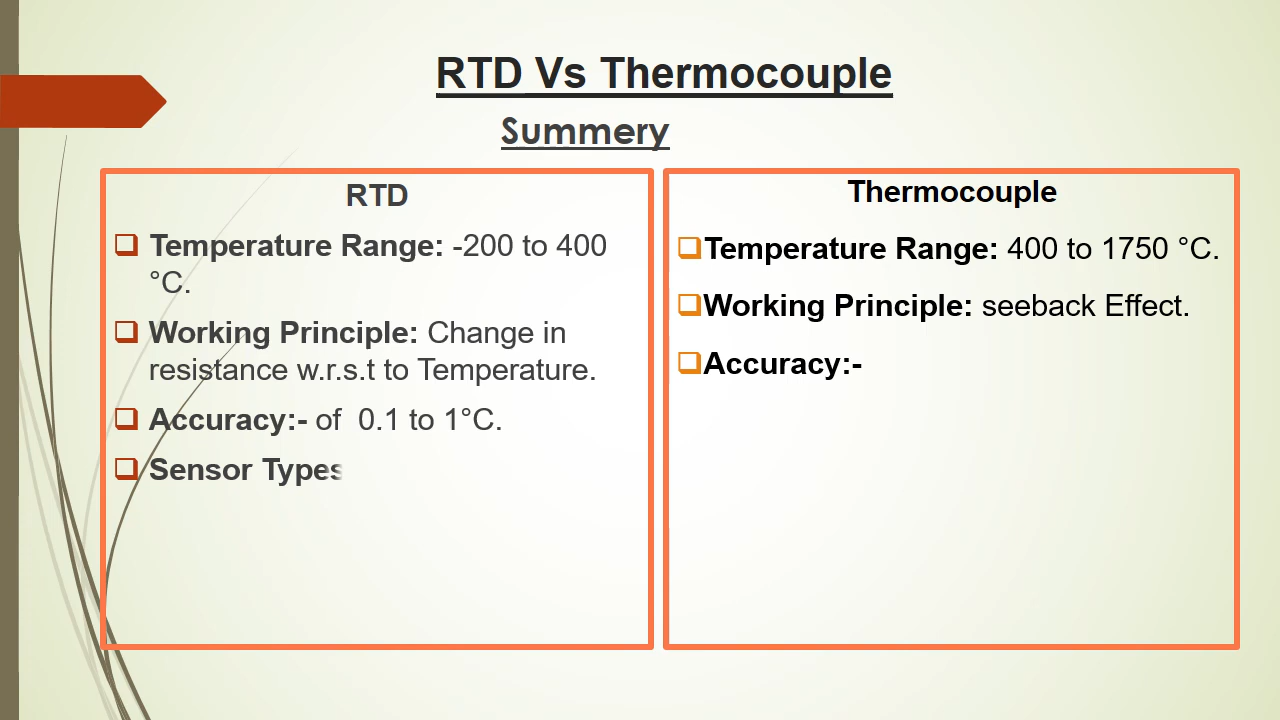 RTD Vs Thermocouple
Summery
RTD
Temperature Range: -200 to 400
°C.
Working Principle: Change in
resistance w.r.s.t to Temperature.
Accuracy:- of  0.1 to 1°C.
Sensor Types
Thermocouple
Temperature Range: 400 to 1750 °C.
Working Principle: seeback Effect.
Accuracy:-